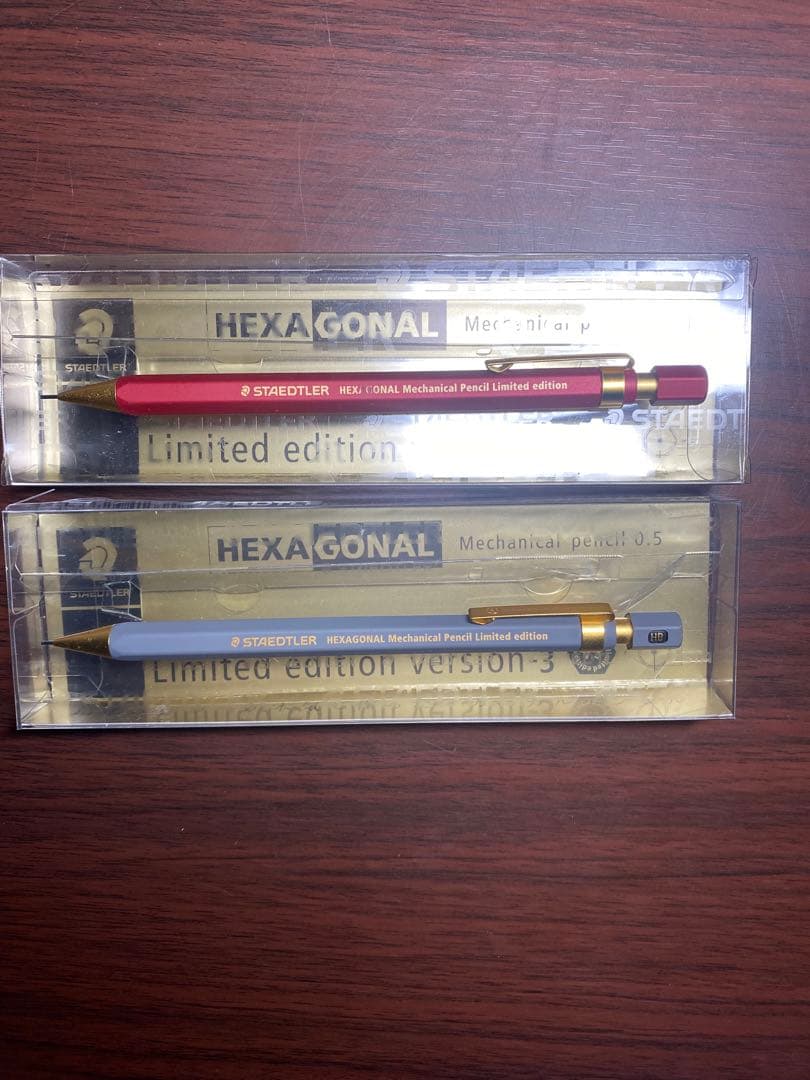 STAEDTLER
HEXAGONAL Mechanical p
STAEDTLER
STAEDTLER HEXAGONAL Mechanical Pencil Limited edition
STAEDT
Limited edition
HEXAGONAL Mechanical pencil 0.5
STAEDTLER
STAEDTLER HEXAGONAL Mechanical Pencil Limited edition
HB
Limited edition version-3